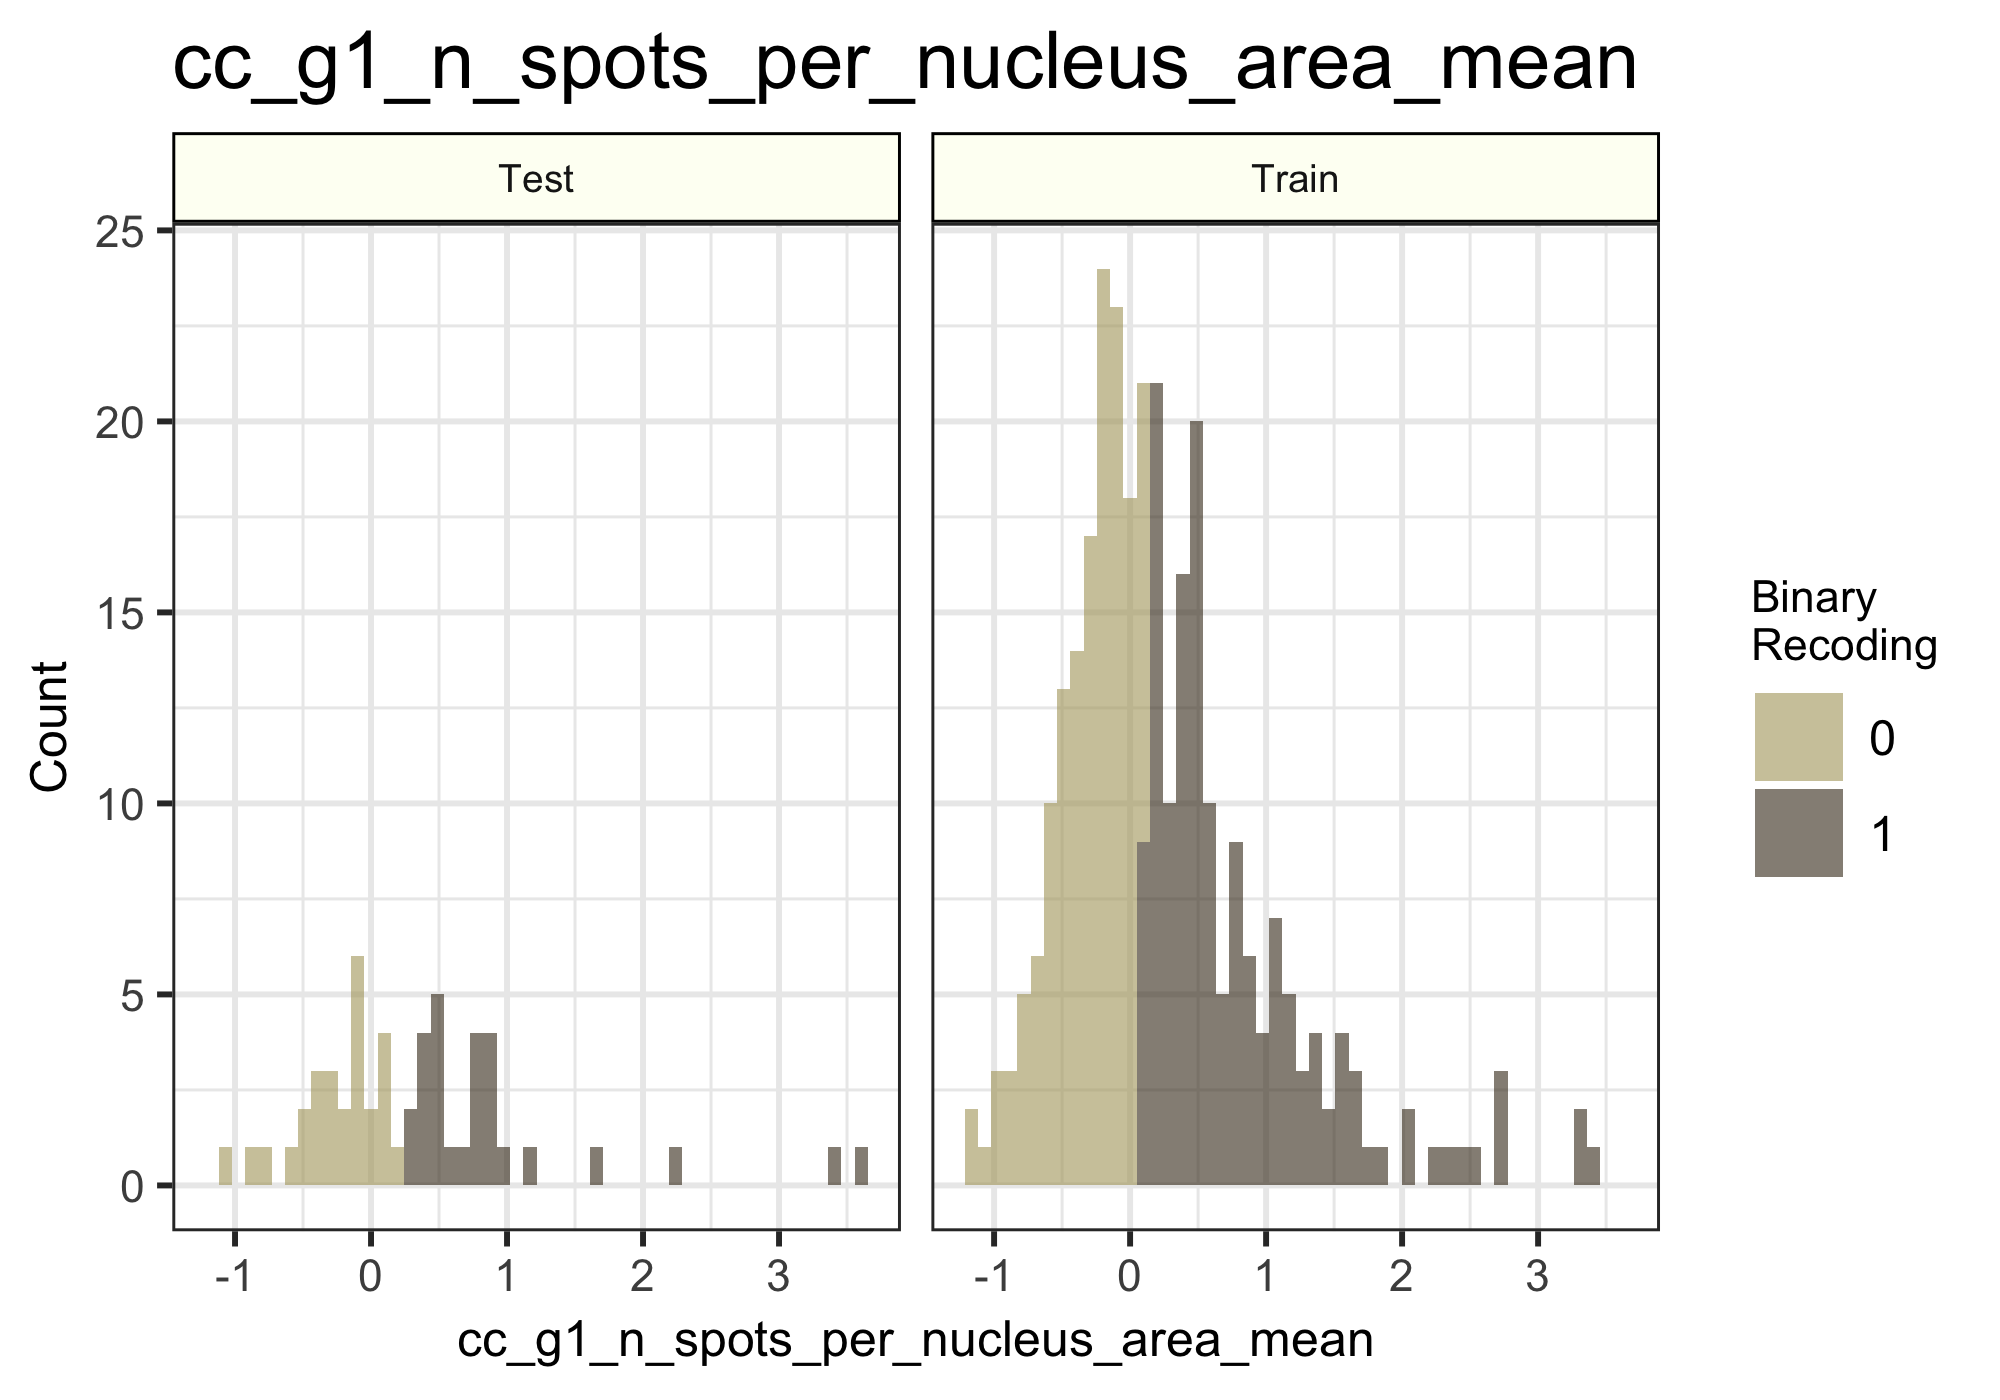 cc_g1_n_spots_per_nucleus_area_mean
Test
Train
25
20
15
10
5
0
Count
-1 0 1 2 3
-1 0 1 2 3
cc_g1_n_spots_per_nucleus_area_mean
Binary
Recoding
0
1